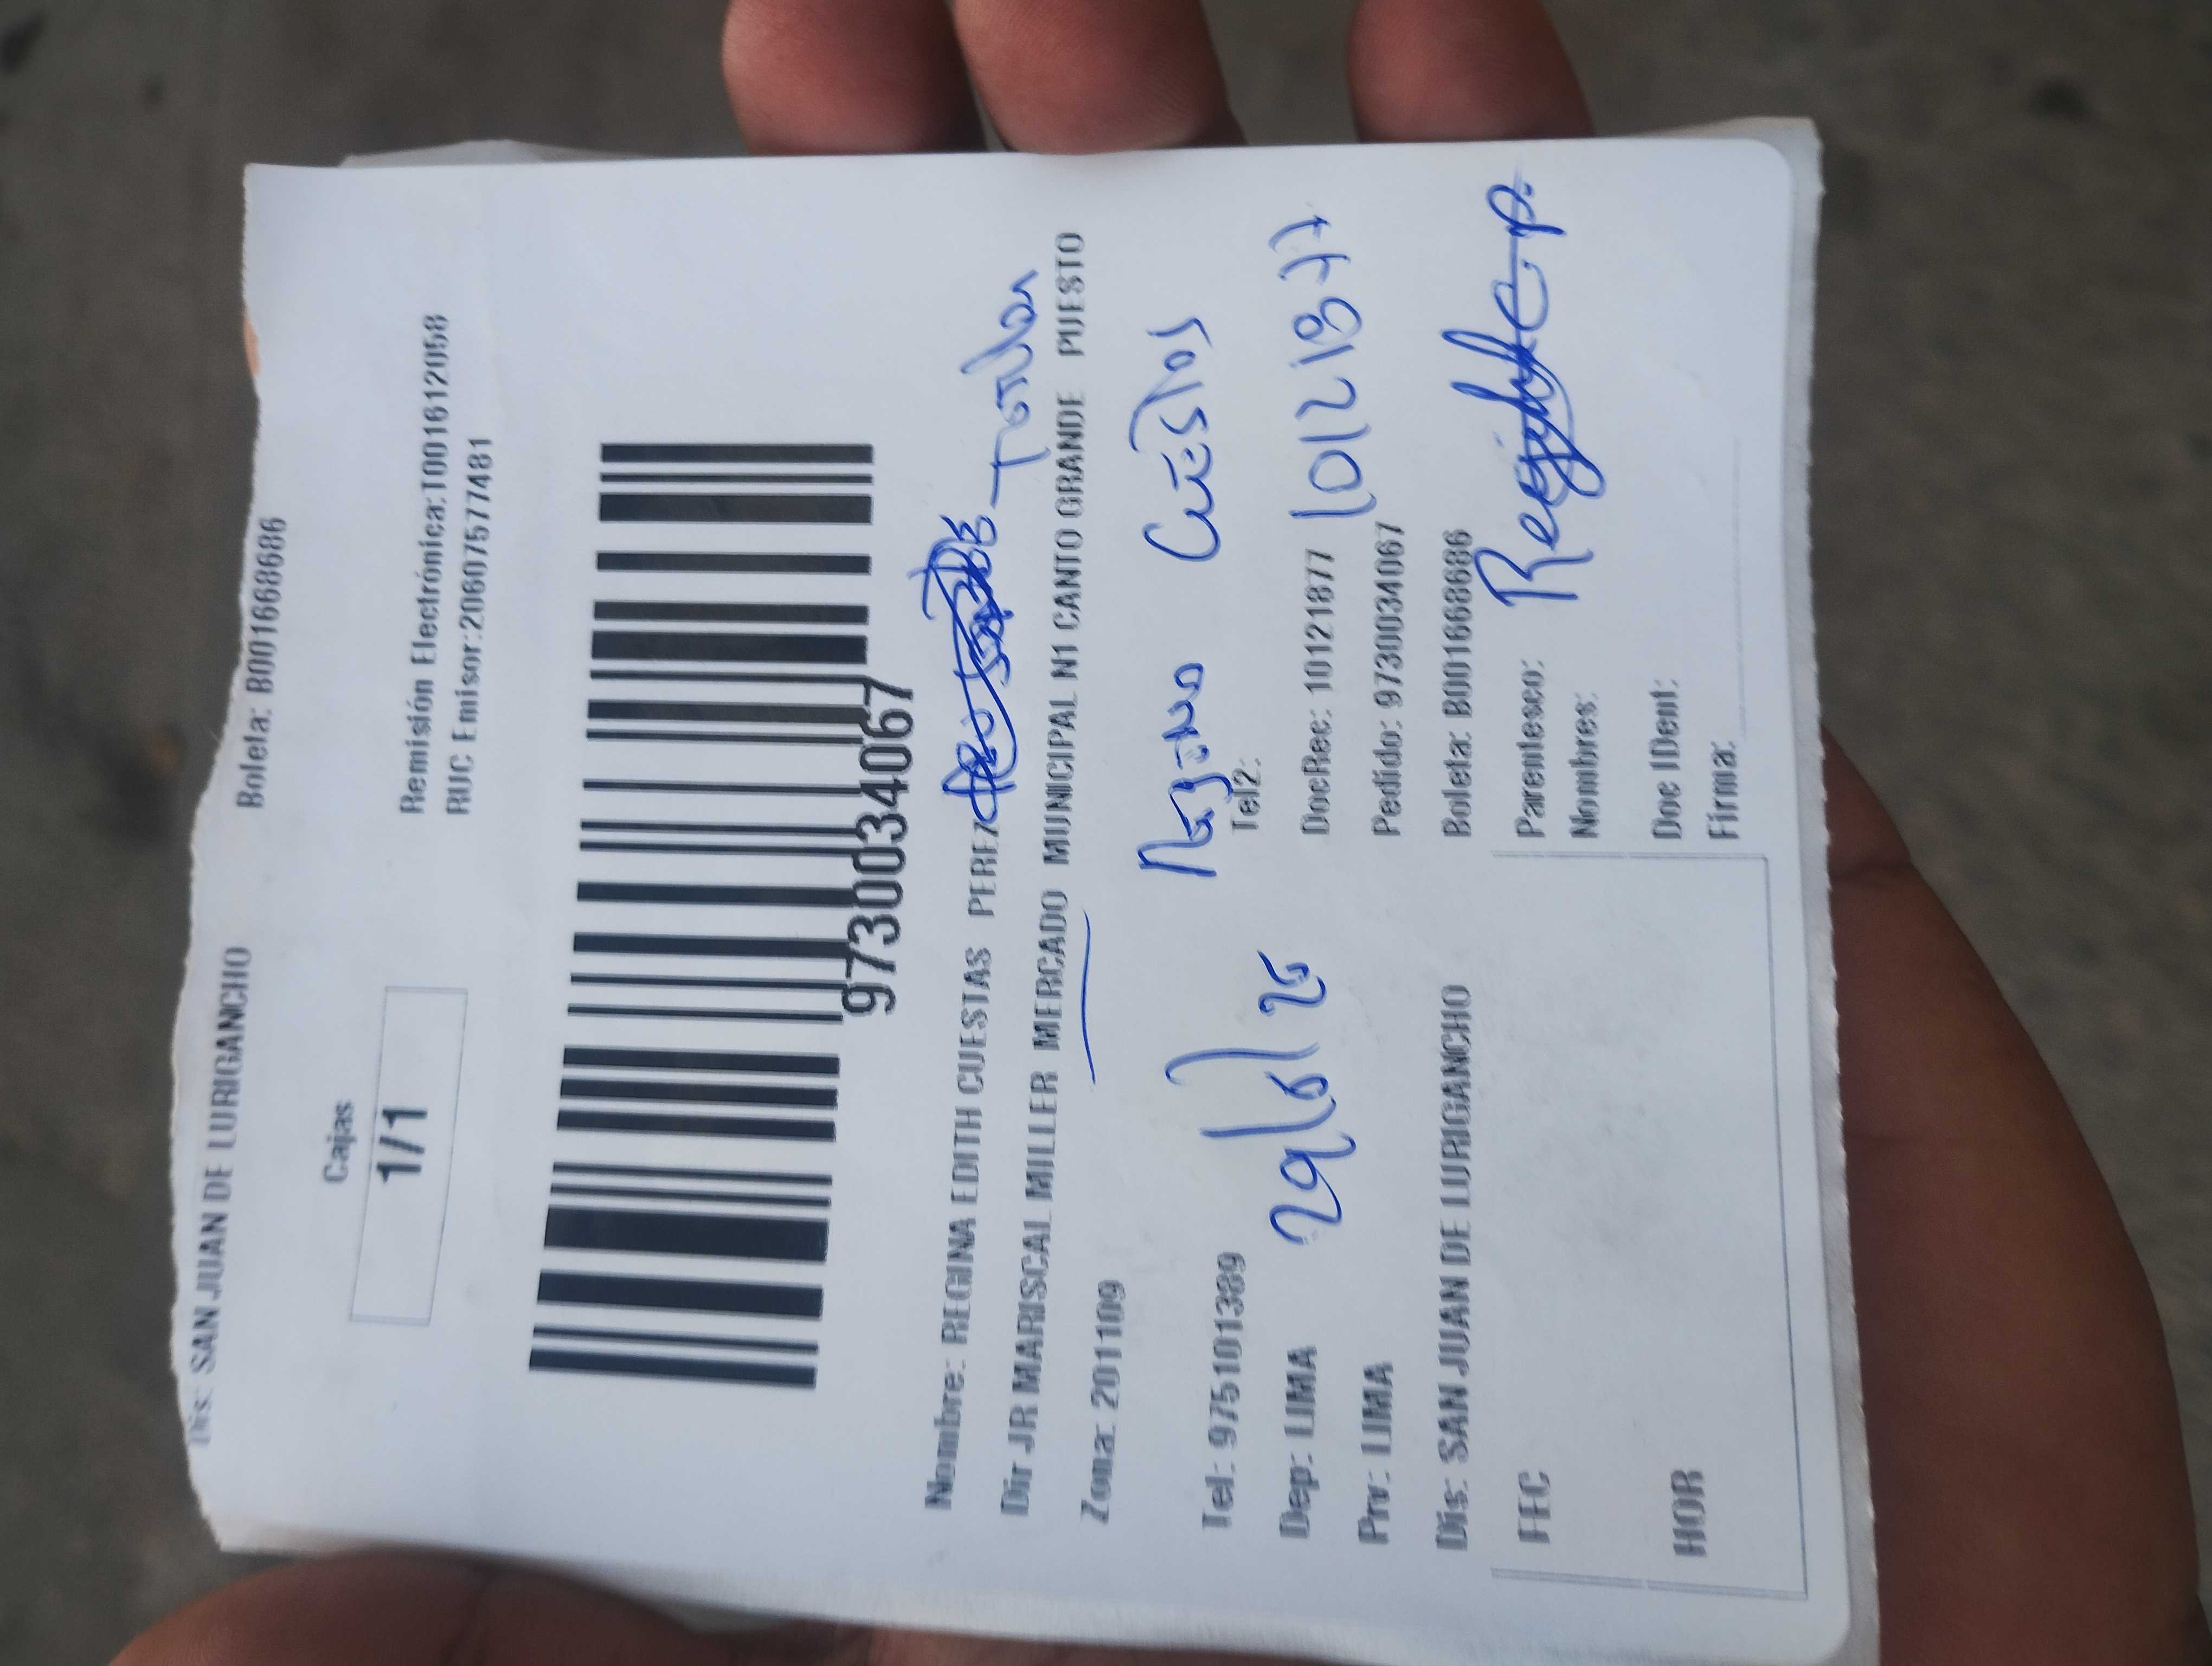 Dis: SAN JUAN DE LURIGANCHO
Boleta: B00166 8686
Cajas
1/1
Remisión Electrónica:T001612058
RUC Emisor:20607577481
9730034067
Nombre: REGINA EDITH CUESTAS PEREZ
Dir JR MARISCAL MILLER MERCADO MUNICIPAL N1 CANTO GRANDE PUESTO
Zona: 201109
Tel: 975101389
Tel2:
Dep: LIMA
DocRec: 10121877 10121877
Prv: LIMA
Pedido: 9730034067
Dis: SAN JUAN DE LURIGANCHO
Boleta: B001668686
FEC
Parentesco:
Nombres:
HOR
Doc IDent:
Firma: